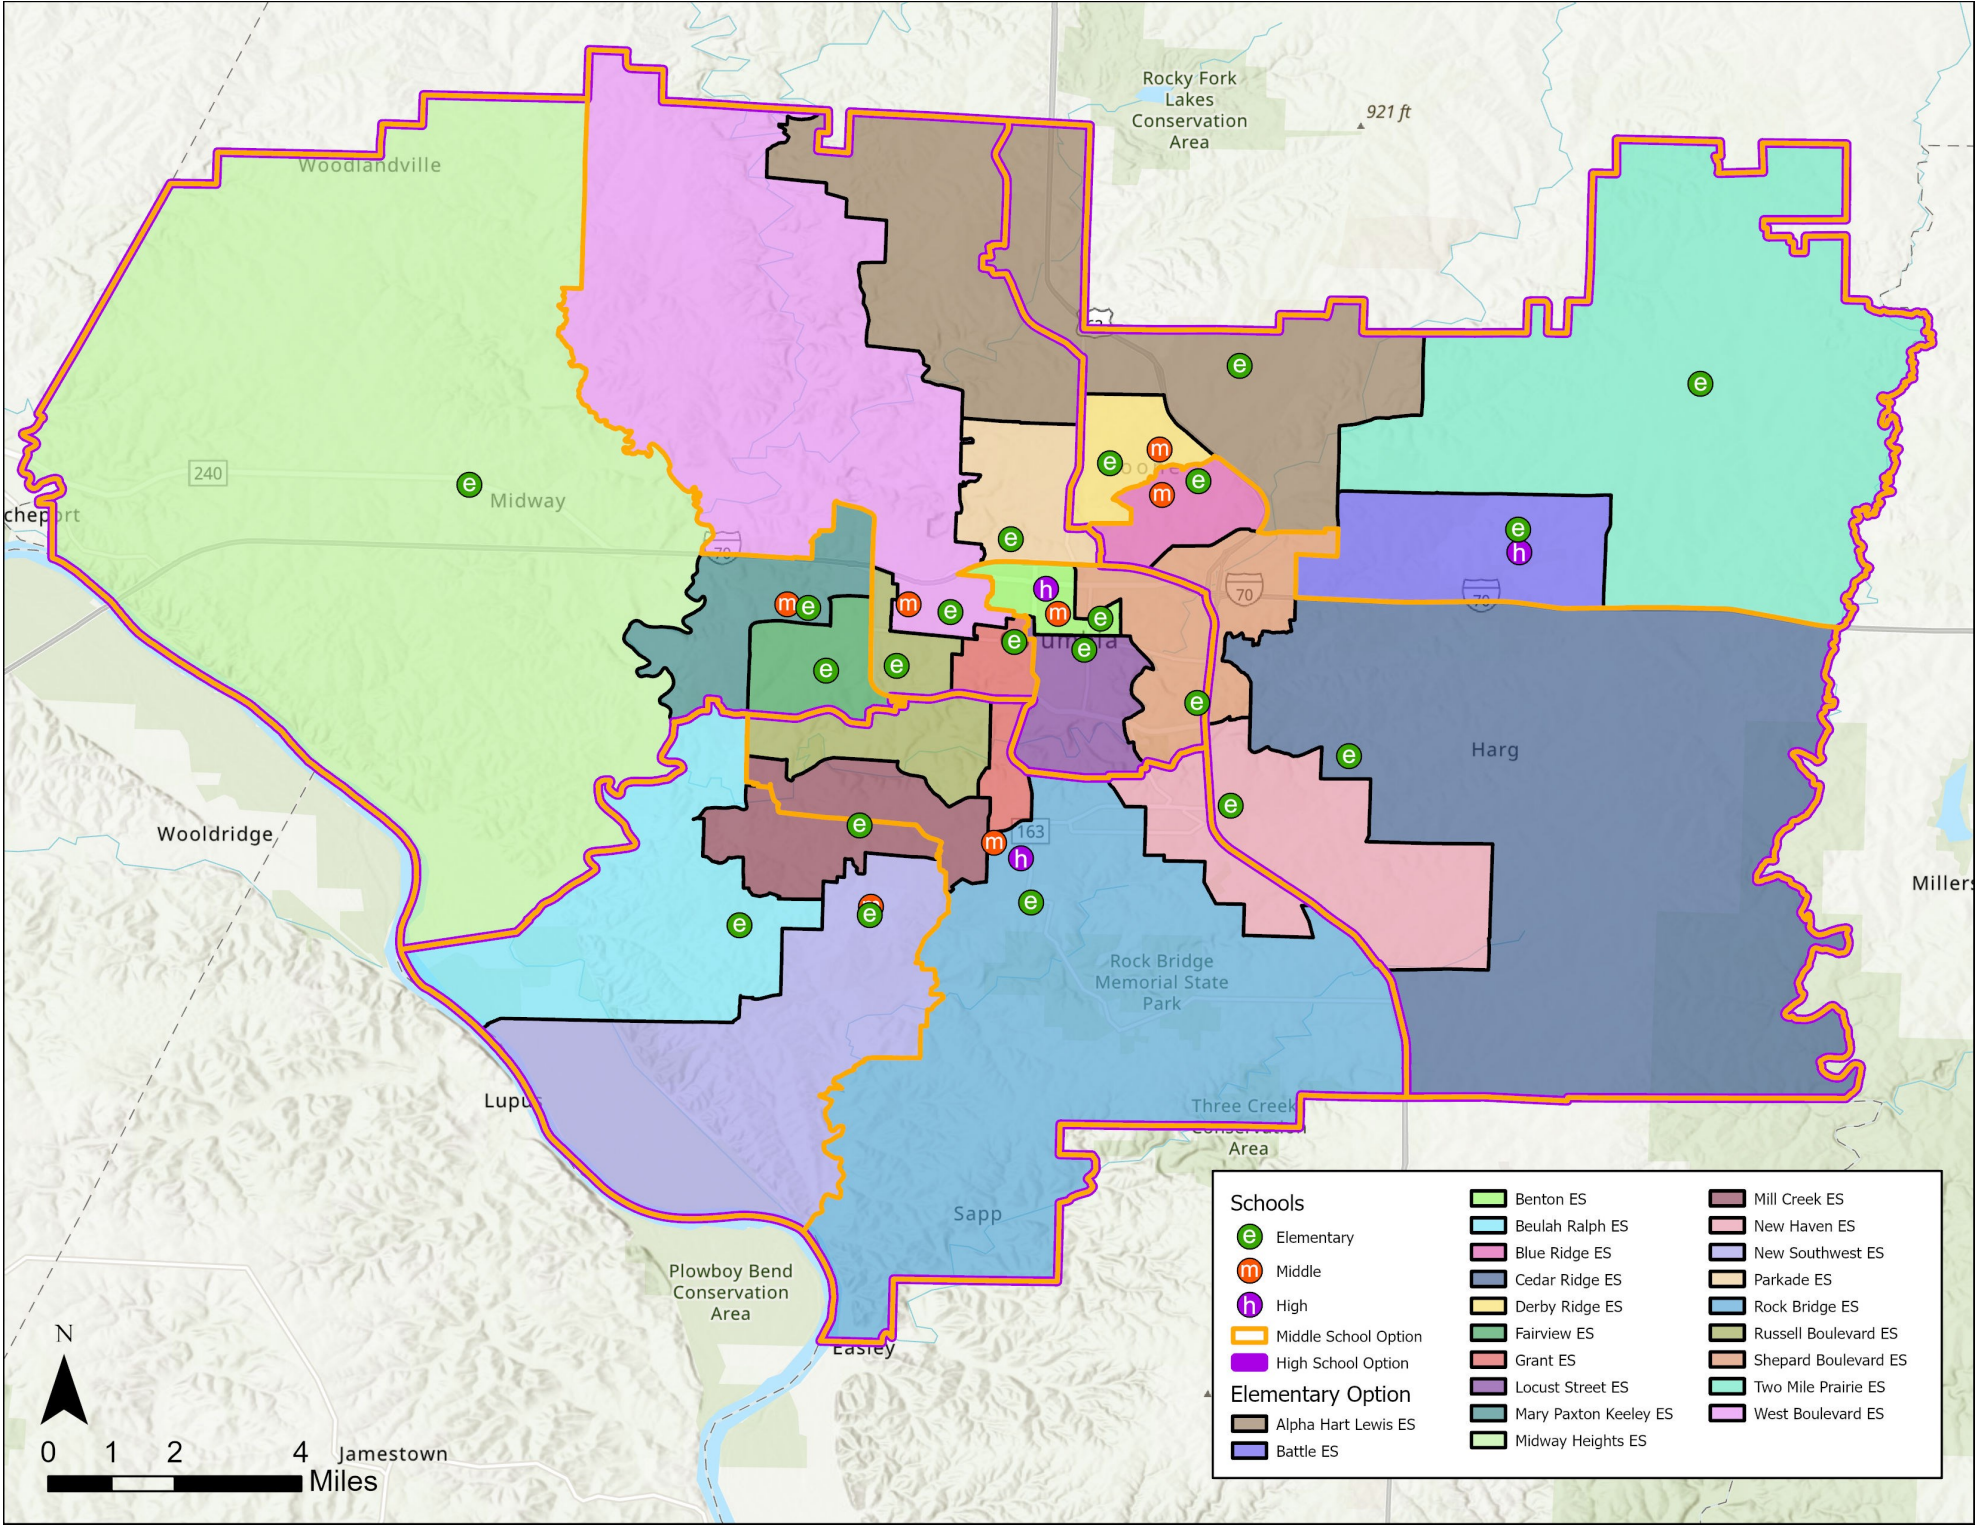 Rocky Fork
Lakes
Conservation
Area
921 ft
Woodlandville
240
Midway
cheport
70
e
m
h
70
70
Harg
Wooldridge
163
Millers
Rock Bridge
Memorial State
Park
Lupus
Three Creek
Conservation
Area
Sapp
Plowboy Bend
Conservation
Area
Easley
Jamestown
N
0 1 2 4
Miles
Schools
e Elementary
m Middle
h High
Middle School Option
High School Option
Elementary Option
Alpha Hart Lewis ES
Battle ES
Benton ES
Beulah Ralph ES
Blue Ridge ES
Cedar Ridge ES
Derby Ridge ES
Fairview ES
Grant ES
Locust Street ES
Mary Paxton Keeley ES
Midway Heights ES
Mill Creek ES
New Haven ES
New Southwest ES
Parkade ES
Rock Bridge ES
Russell Boulevard ES
Shepard Boulevard ES
Two Mile Prairie ES
West Boulevard ES